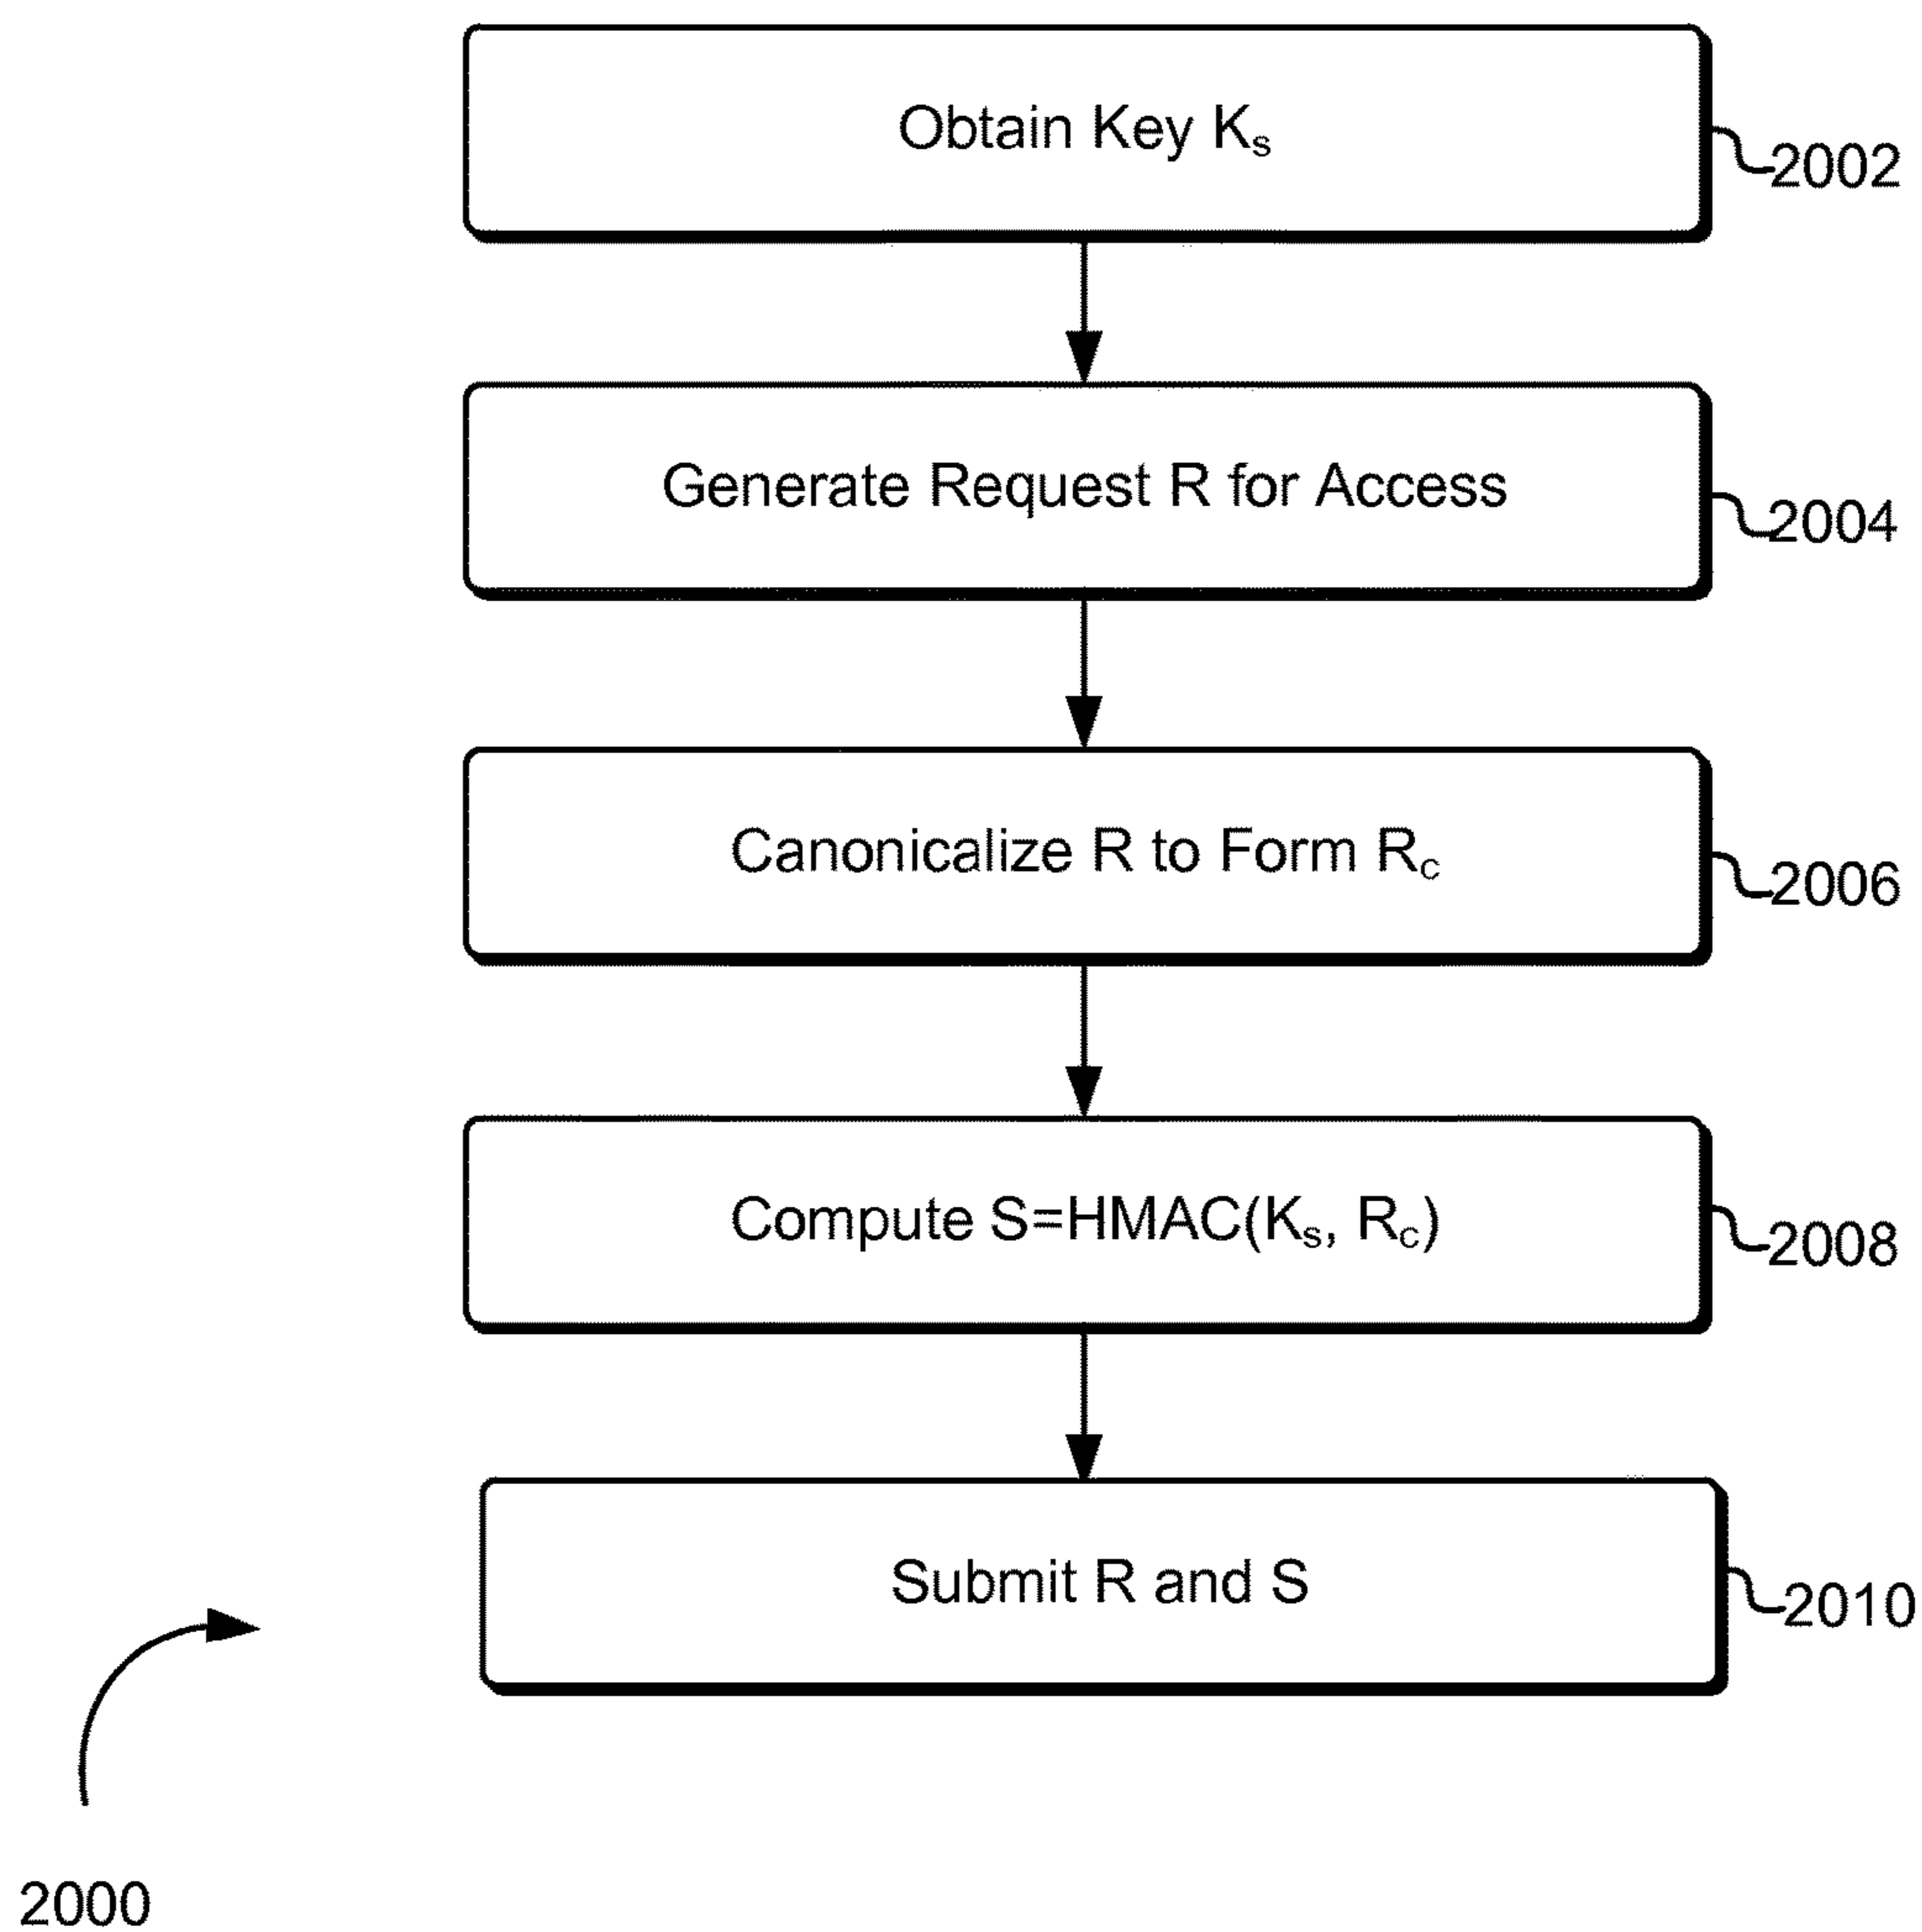 Obtain Key Ks
2002
Generate Request R for Access
2004
Canonicalize R to Form Rc
2006
Compute S=HMAC(Ks, Rc)
2008
Submit R and S
2010
2000